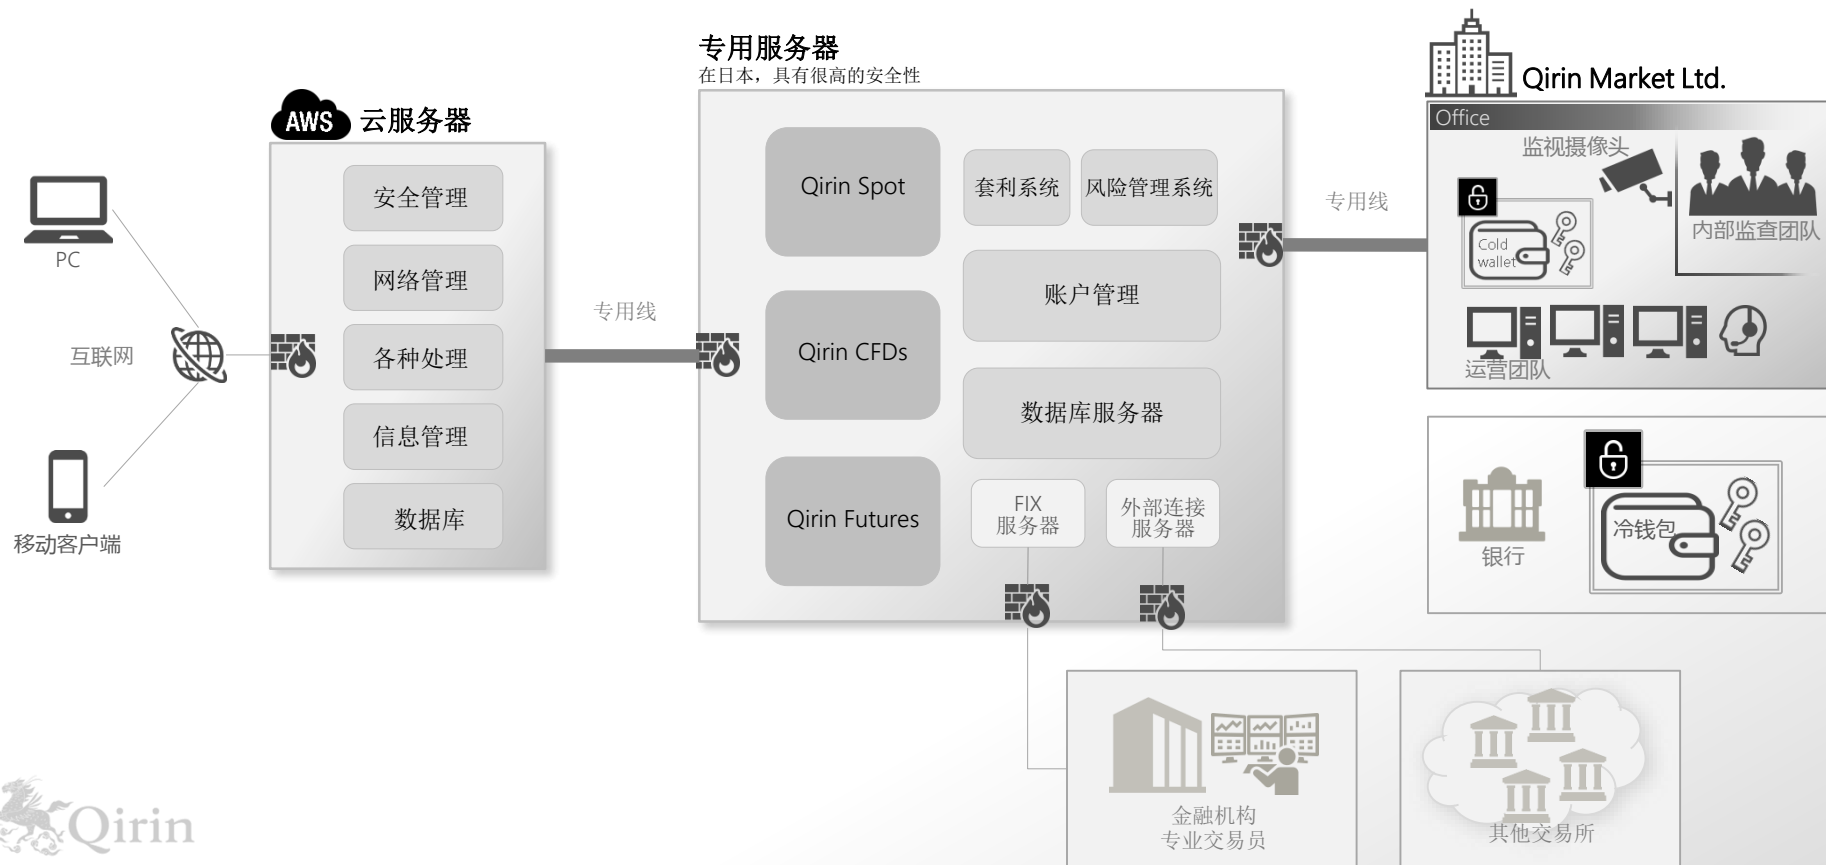 PC
互联网
移动客户端
AWS
云服务器
安全管理
网络管理
各种处理
信息管理
数据库
专用线
专用服务器
在日本，具有很高的安全性
Qirin Spot
Qirin CFDs
Qirin Futures
套利系统
风险管理系统
账户管理
数据库服务器
FIX
服务器
外部连接
服务器
专用线
Qirin Market Ltd.
Office
监视摄像头
内部监查团队
Cold
wallet
运营团队
银行
冷钱包
金融机构
专业交易员
其他交易所
Qirin